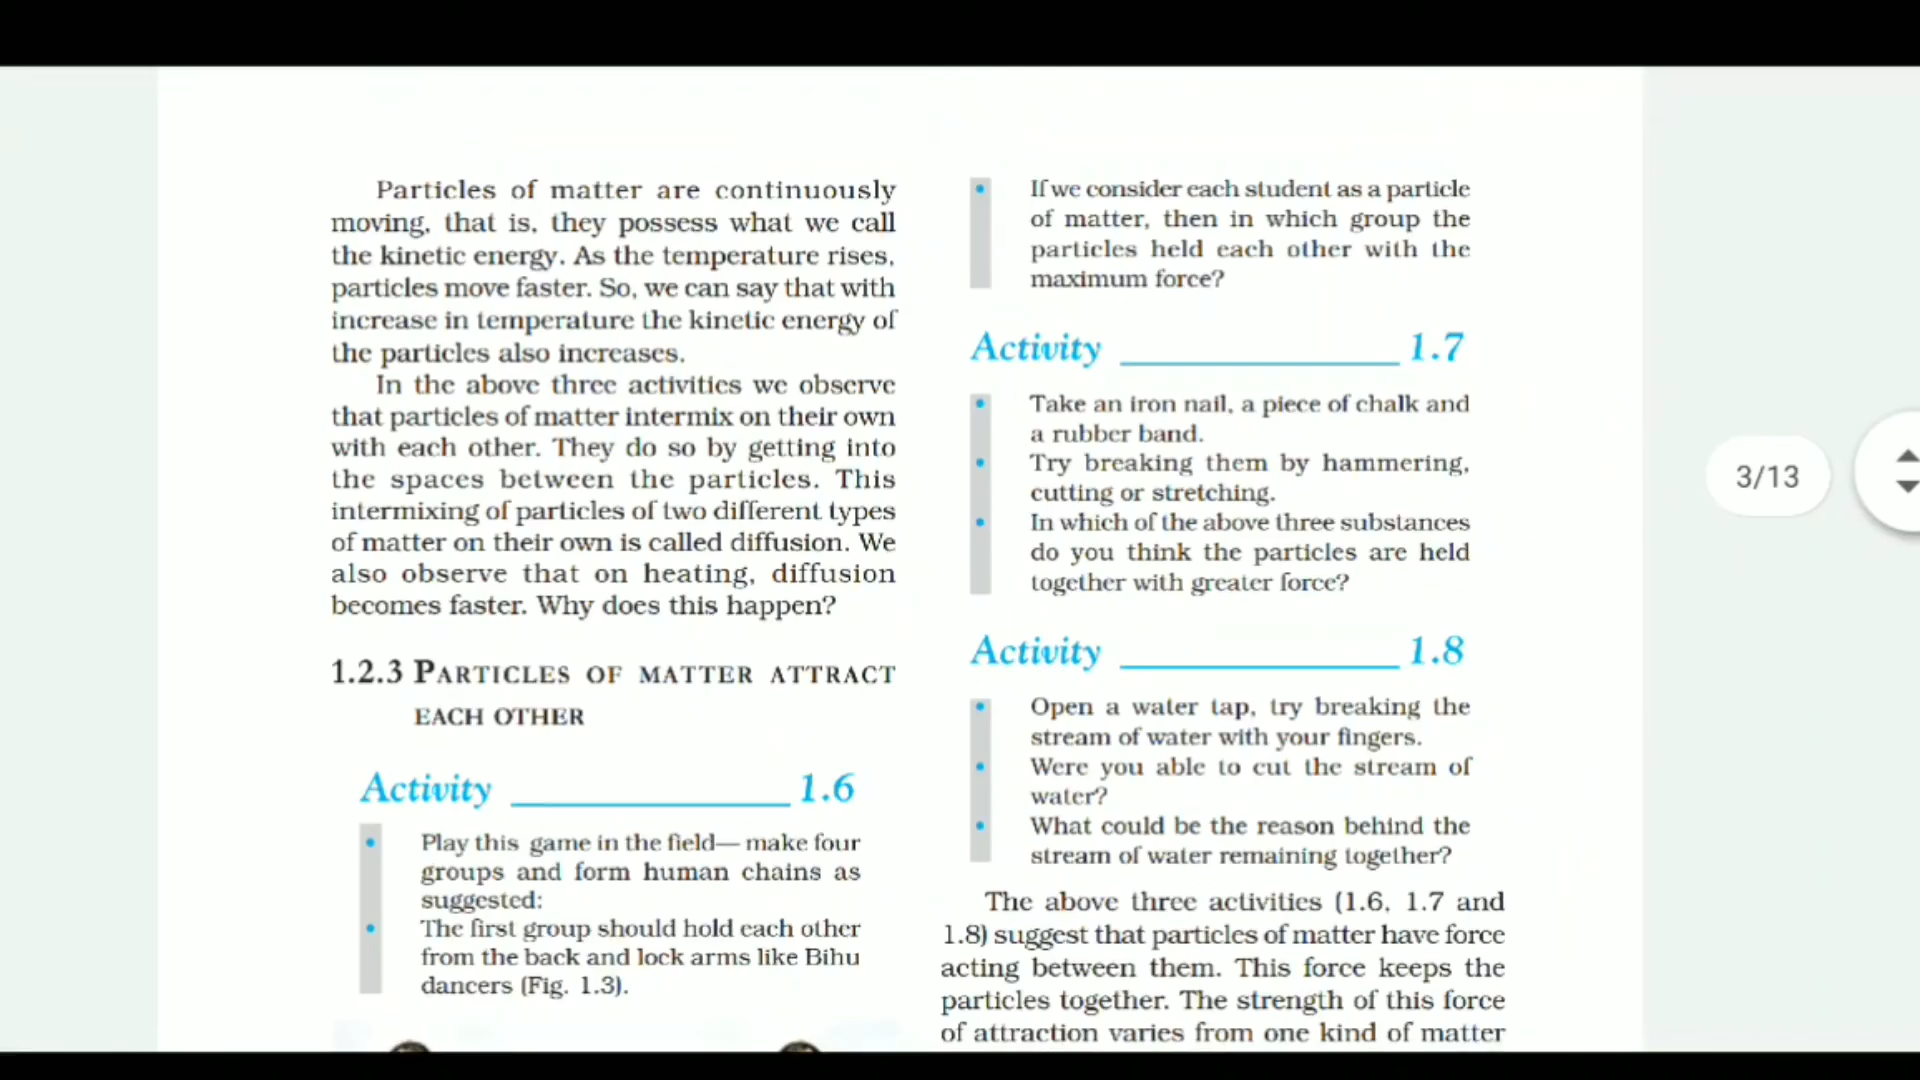 Particles of matter are continuously
moving, that is, they possess what we call
the kinetic energy. As the temperature rises,
particles move faster. So, we can say that with
increase in temperature the kinetic energy of
the particles also increases.
In the above three activities we observe
that particles of matter intermix on their own
with each other. They do so by getting into
the spaces between the particles. This
intermixing of particles of two different types
of matter on their own is called diffusion. We
also observe that on heating, diffusion
becomes faster. Why does this happen?
1.2.3 PARTICLES OF MATTER ATTRACT
EACH OTHER
Activity 1.6
• Play this game in the field— make four
groups and form human chains as
suggested:
• The first group should hold each other
from the back and lock arms like Bihu
dancers (Fig. 1.3).
• If we consider each student as a particle
of matter, then in which group the
particles held each other with the
maximum force?
Activity 1.7
• Take an iron nail, a piece of chalk and
a rubber band.
• Try breaking them by hammering,
cutting or stretching.
• In which of the above three substances
do you think the particles are held
together with greater force?
Activity 1.8
• Open a water tap, try breaking the
stream of water with your fingers.
• Were you able to cut the stream of
water?
• What could be the reason behind the
stream of water remaining together?
The above three activities (1.6, 1.7 and
1.8) suggest that particles of matter have force
acting between them. This force keeps the
particles together. The strength of this force
of attraction varies from one kind of matter
3/13